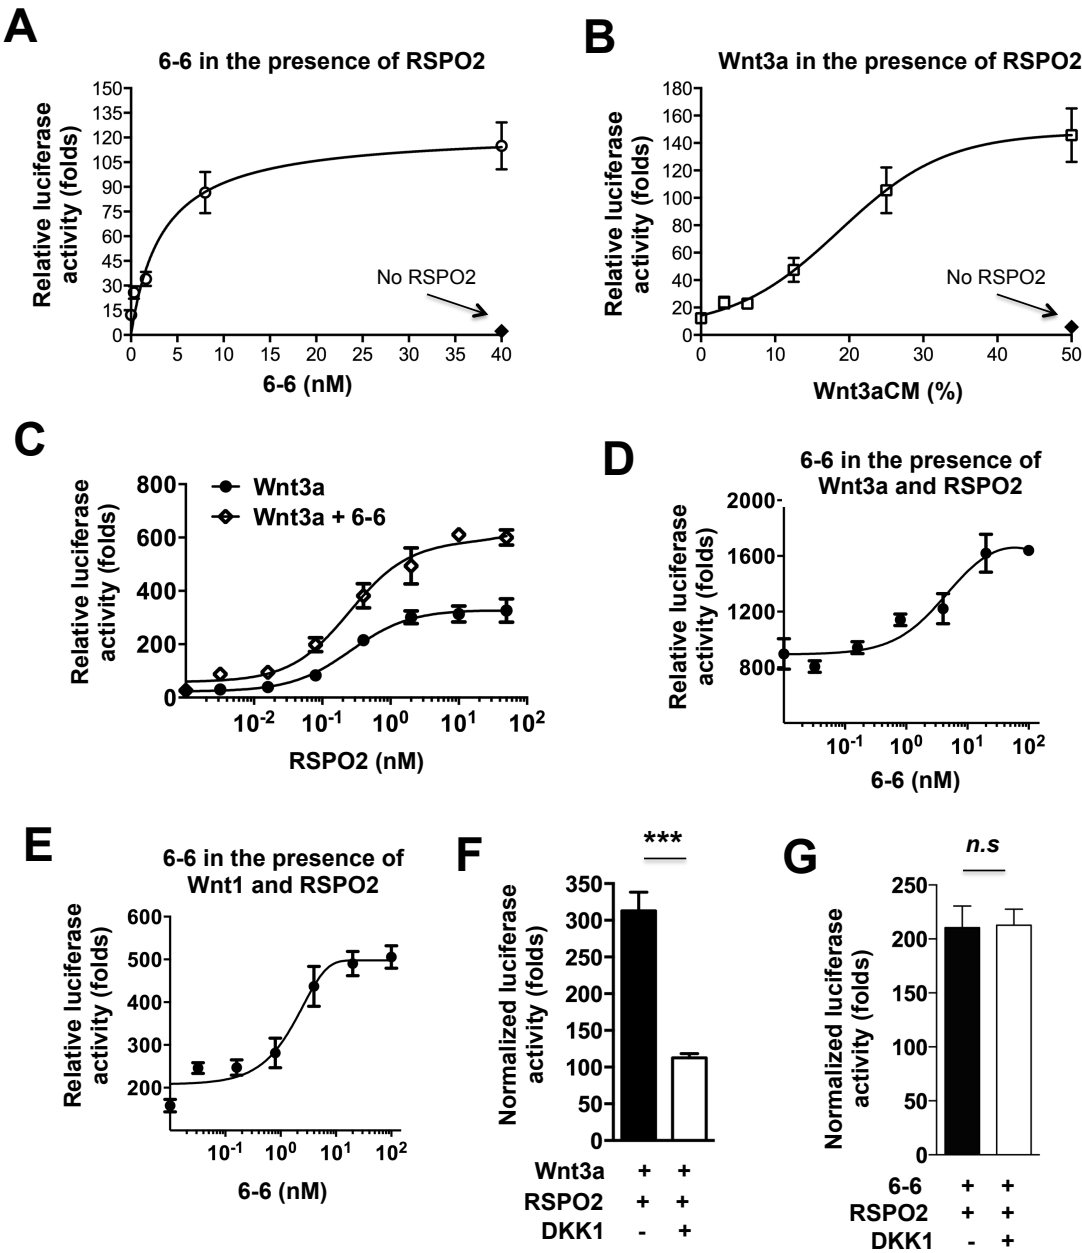 A
6-6 in the presence of RSPO2
Relative luciferase
activity (folds)
150
135
120
105
90
75
60
45
30
15
0
No RSPO2
0 5 10 15 20 25 30 35 40
6-6 (nM)
B
Wnt3a in the presence of RSPO2
Relative luciferase
activity (folds)
180
160
140
120
100
80
60
40
20
0
No RSPO2
0 10 20 30 40 50
Wnt3aCM (%)
C
Relative luciferase
activity (folds)
800
600
400
200
0
Wnt3a
Wnt3a + 6-6
10-2 10-1 100 101 102
RSPO2 (nM)
D
6-6 in the presence of
Wnt3a and RSPO2
Relative luciferase
activity (folds)
2000
1600
1200
800
10-1 100 101 102
6-6 (nM)
E
6-6 in the presence of
Wnt1 and RSPO2
Relative luciferase
activity (folds)
600
500
400
300
200
10-1 100 101 102
6-6 (nM)
F
***
Normalized luciferase
activity (folds)
350
300
250
200
150
100
50
0
Wnt3a + +
RSPO2 + +
DKK1 - +
G
n.s
Normalized luciferase
activity (folds)
250
200
150
100
50
0
6-6 + +
RSPO2 + +
DKK1 - +